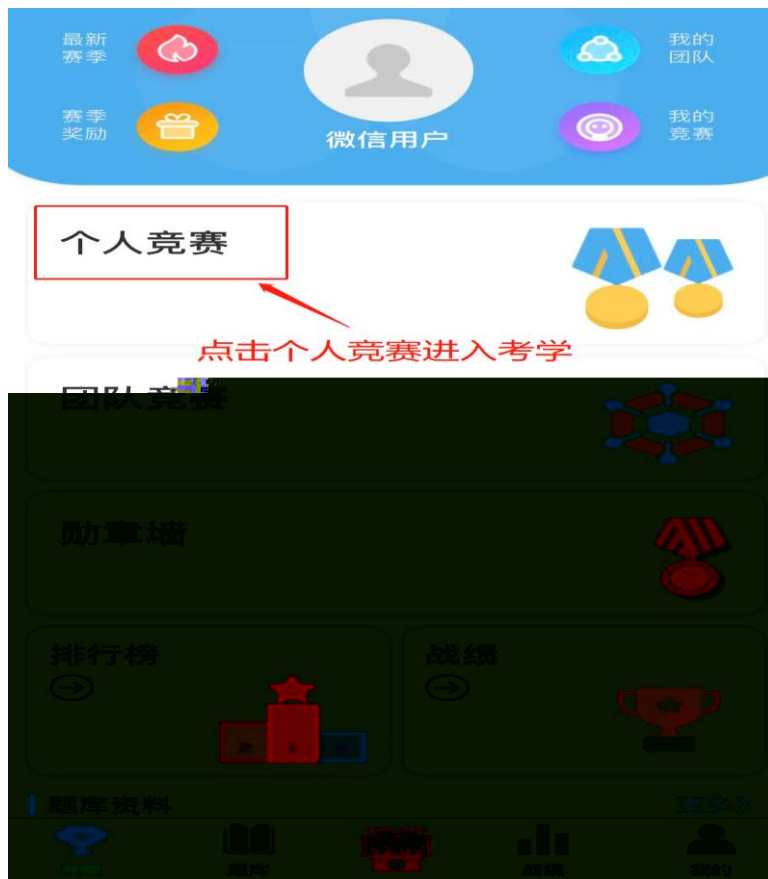 最新
赛季
赛季
奖励
微信用户
我的
团队
我的
竞赛
个人竞赛
点击个人竞赛进入考学
团队竞赛
勋章墙
排行榜
战绩
题库资料
更多》
题库
战绩
我的